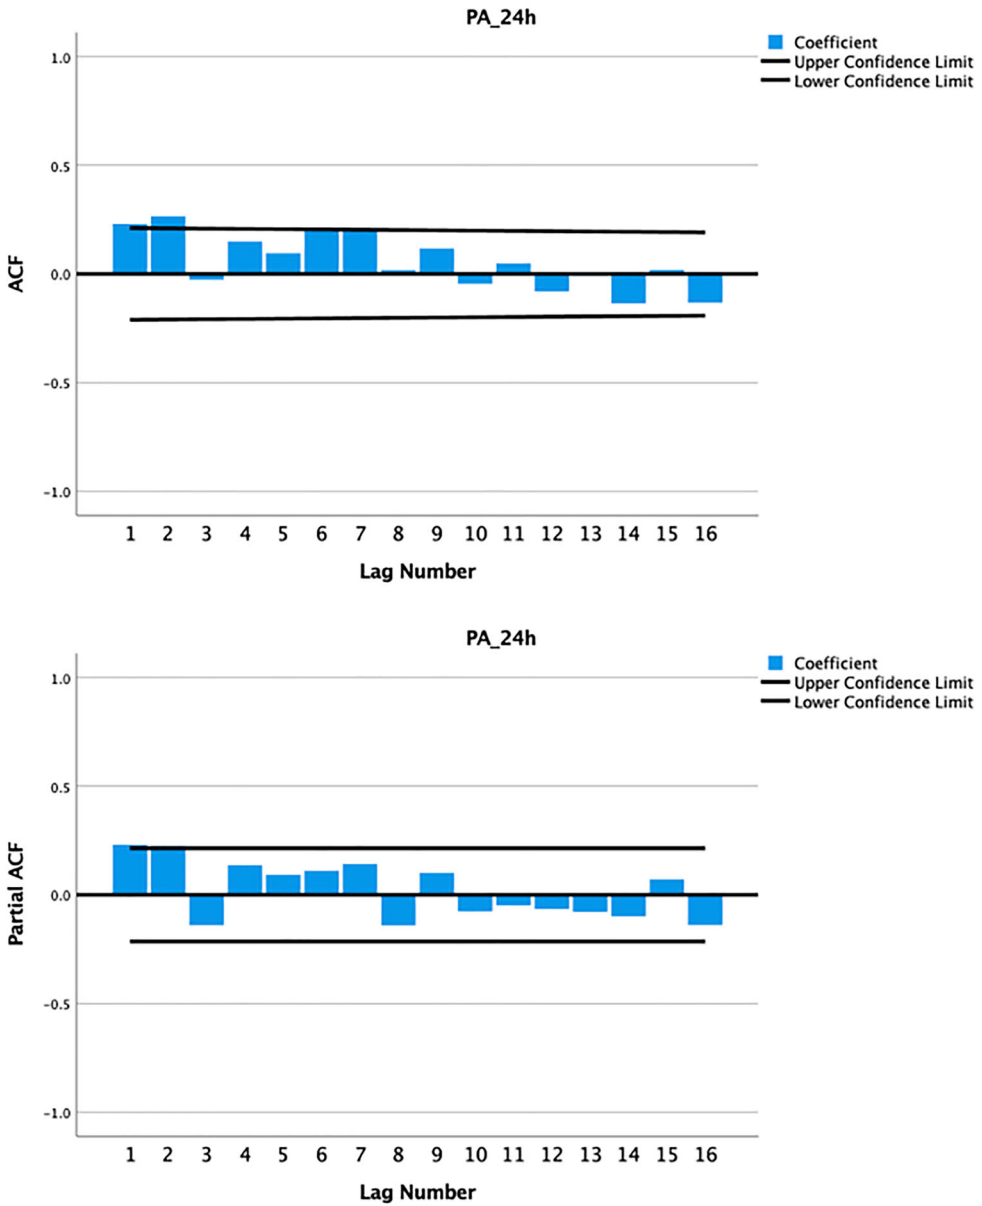 PA_24h
Coefficient
Upper Confidence Limit
Lower Confidence Limit
1.0
0.5
0.0
-0.5
-1.0
ACF
1 2 3 4 5 6 7 8 9 10 11 12 13 14 15 16
Lag Number
PA_24h
Coefficient
Upper Confidence Limit
Lower Confidence Limit
1.0
0.5
0.0
-0.5
-1.0
Partial ACF
1 2 3 4 5 6 7 8 9 10 11 12 13 14 15 16
Lag Number